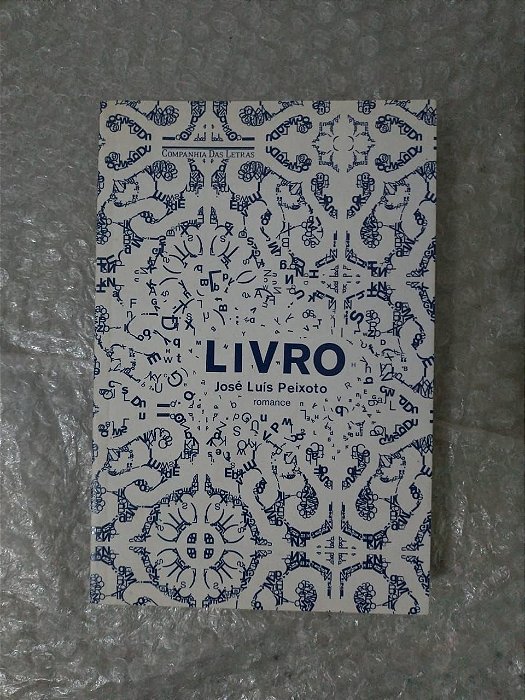 COMPANHIA DAS LETRAS
LIVRO
José Luís Peixoto
romance